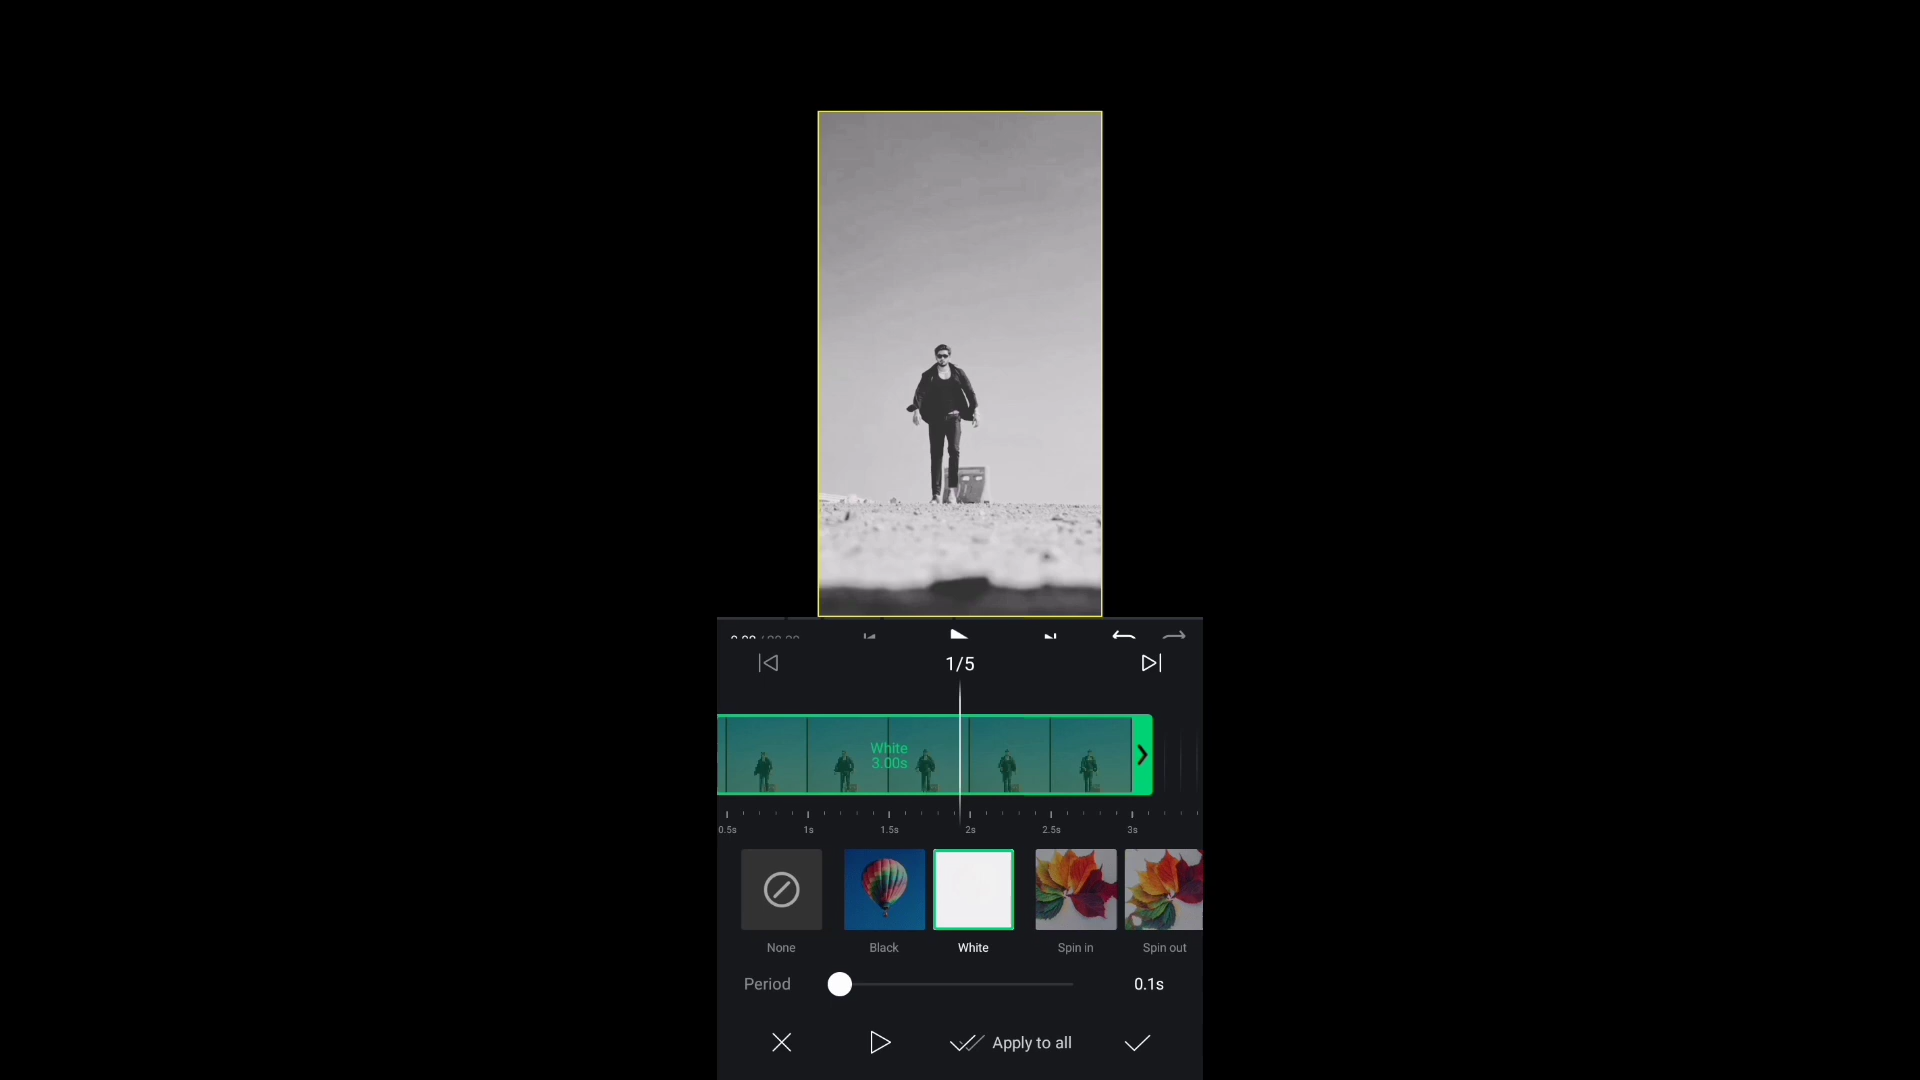 1/5
White
3.00s
0.5s 1s 1.5s 2s 2.5s 3s
None Black White Spin in Spin out
Period 0.1s
Apply to all